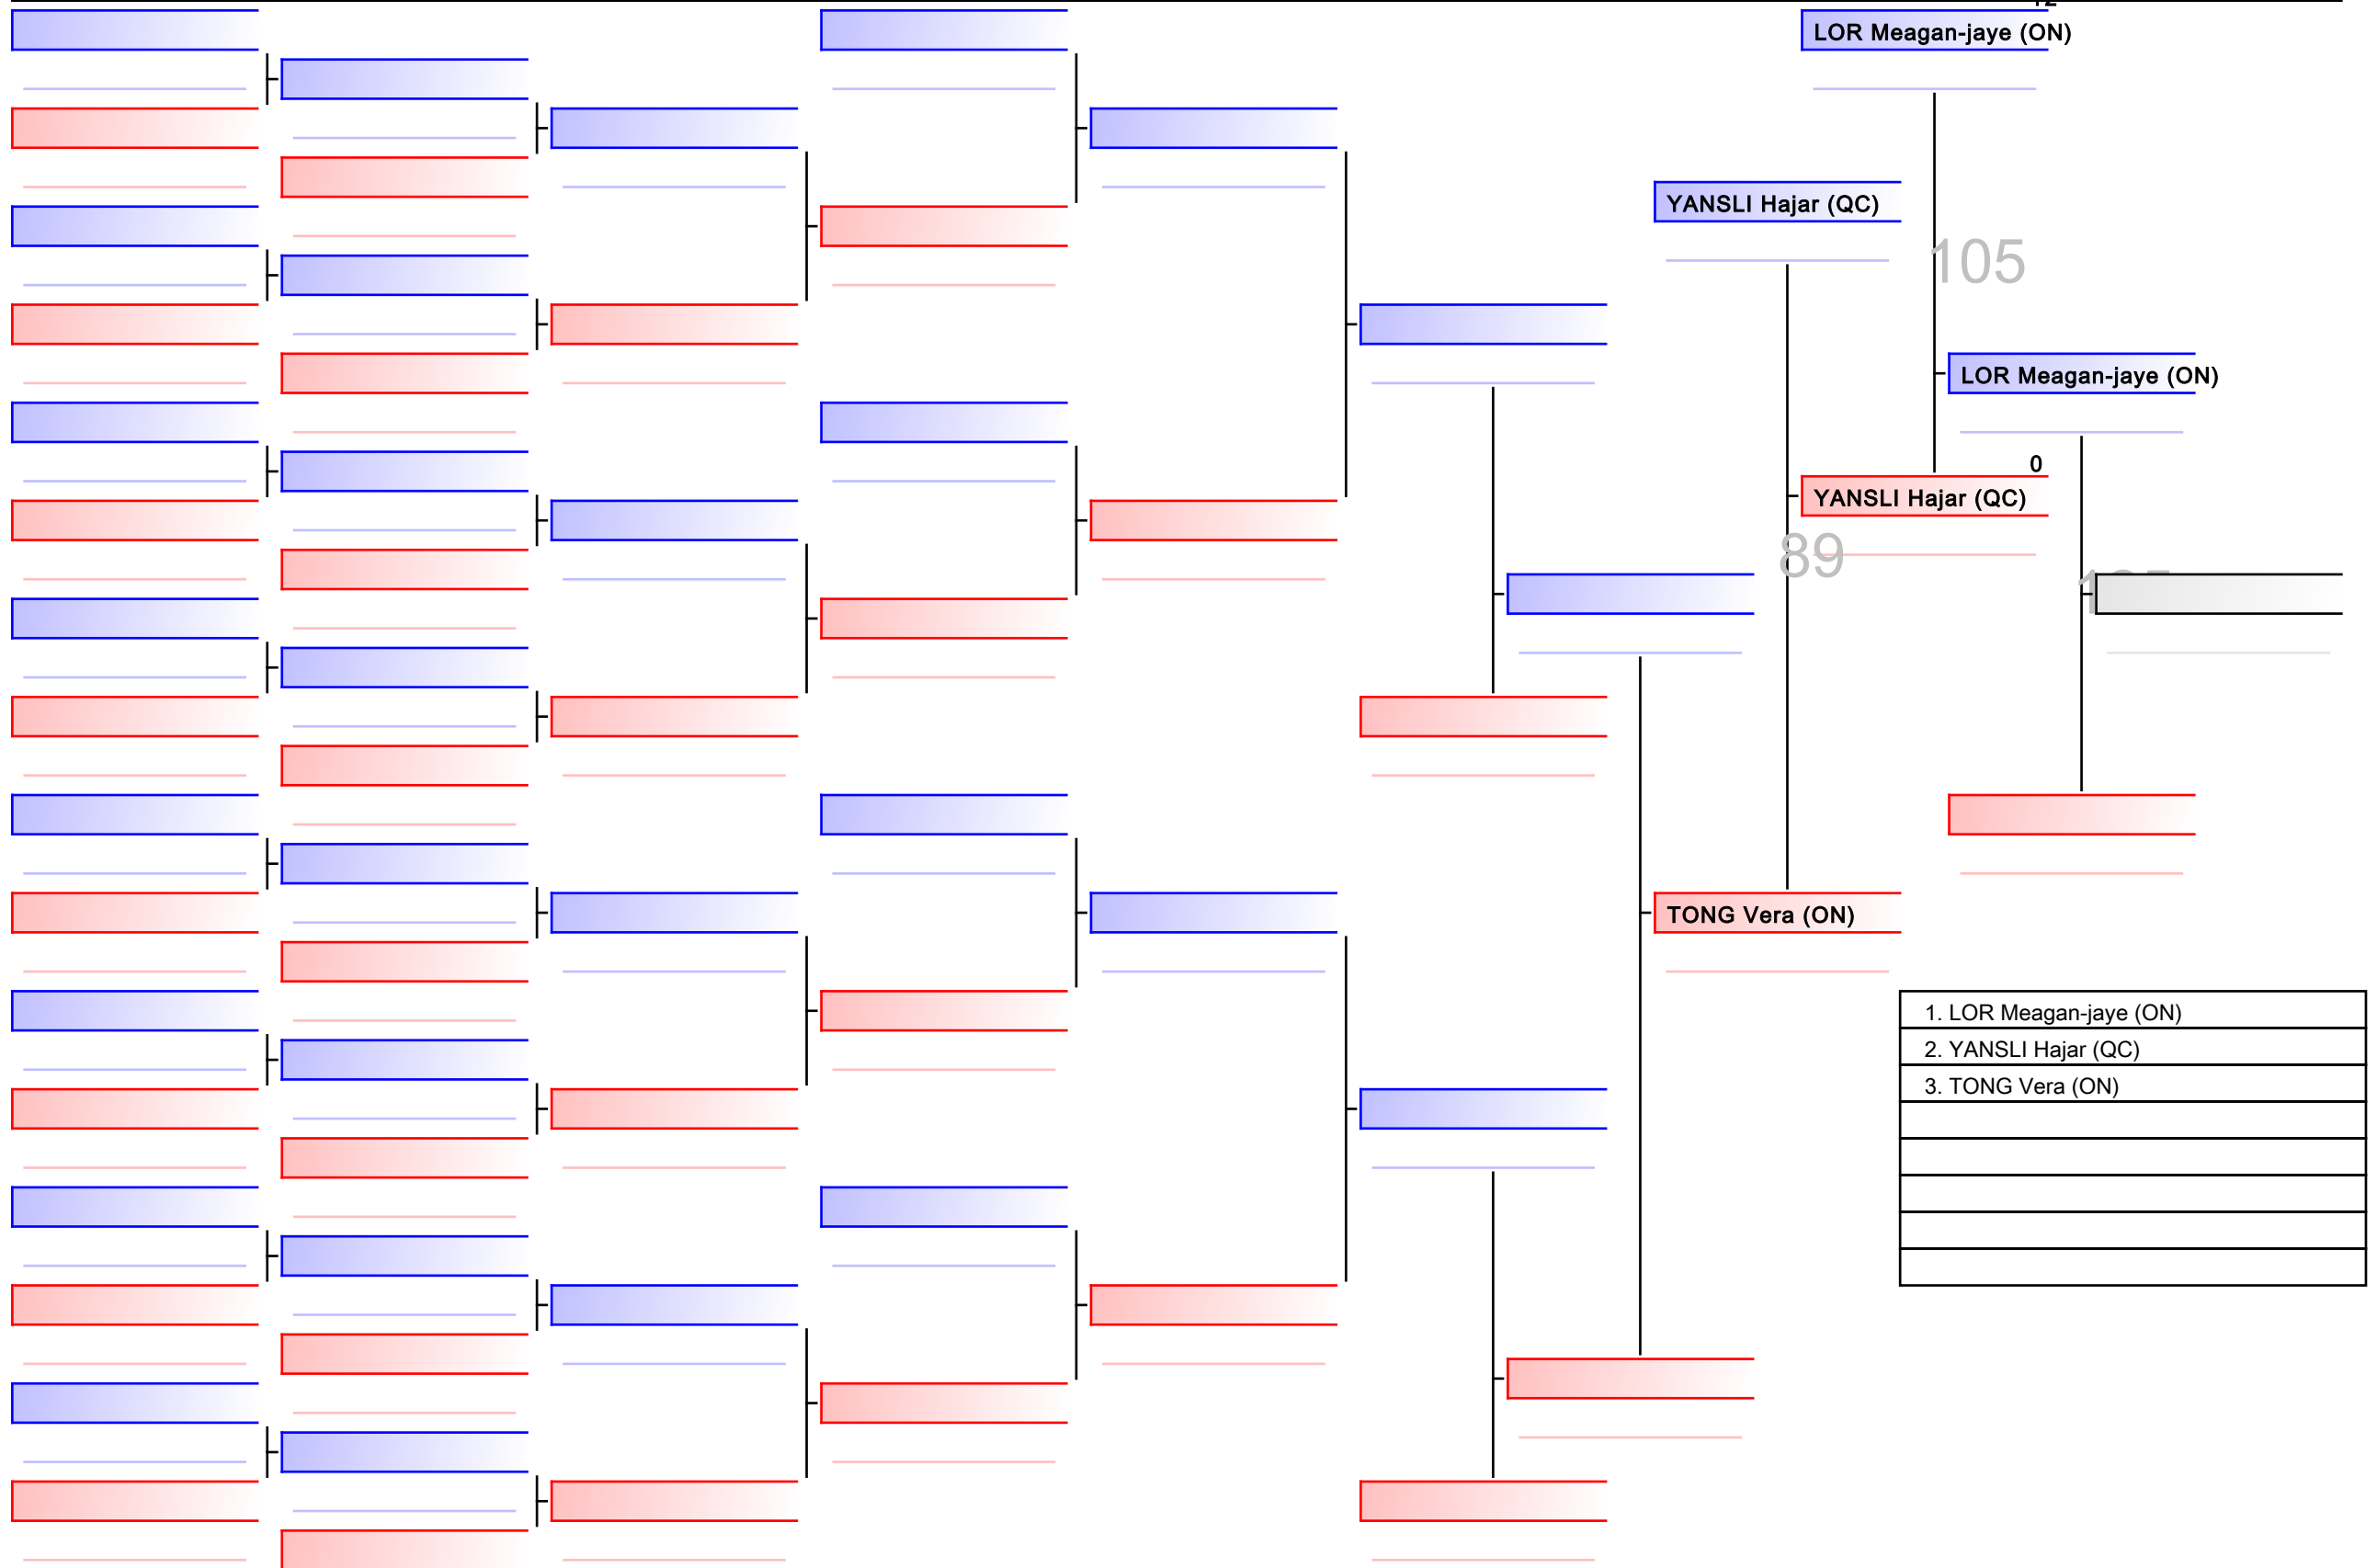 LOR Meagan-jaye (ON)
YANSLI Hajar (QC)
105
LOR Meagan-jaye (ON)
0
YANSLI Hajar (QC)
89
TONG Vera (ON)
1. LOR Meagan-jaye (ON)
2. YANSLI Hajar (QC)
3. TONG Vera (ON)